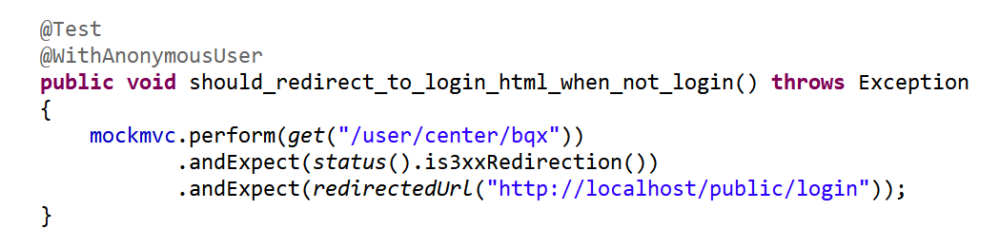 @Test
@WithAnonymousUser
public void should_redirect_to_login_html_when_not_login() throws Exception
{
    mockmvc.perform(get("/user/center/bqx"))
           .andExpect(status().is3xxRedirection())
           .andExpect(redirectedUrl("http://localhost/public/login"));
}